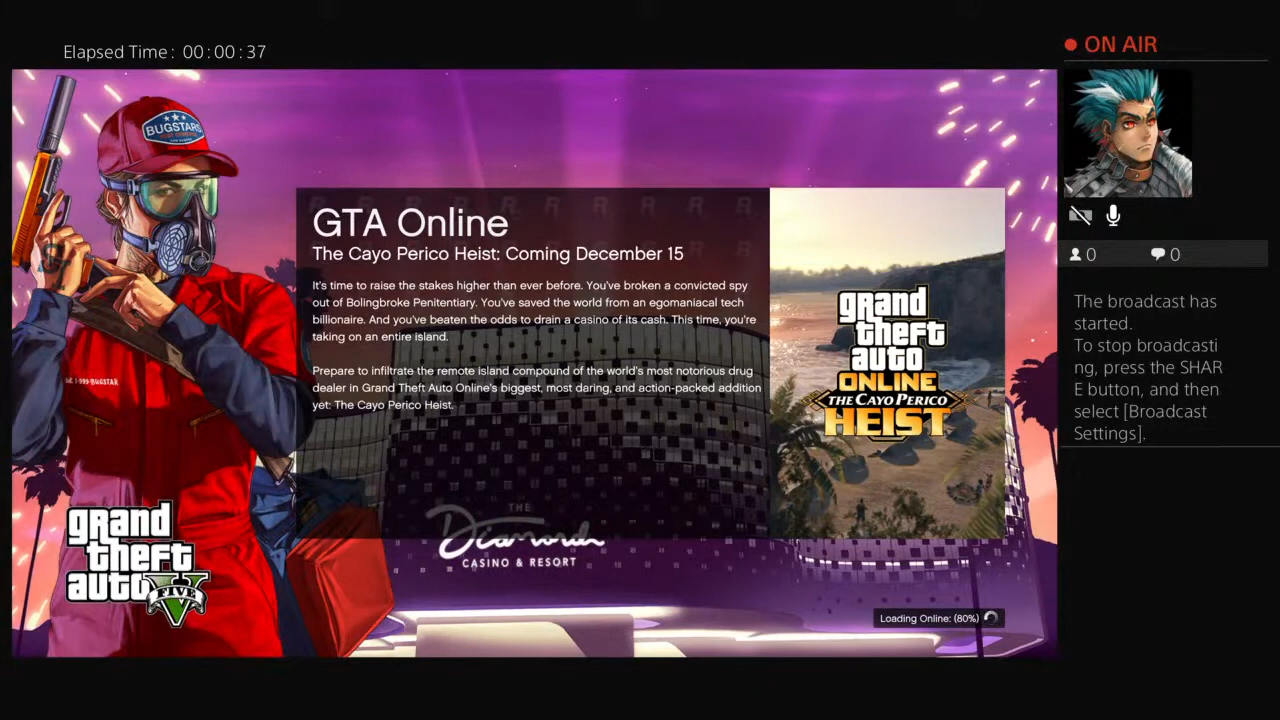 Elapsed Time: 00:00:37
ON AIR
BUGSTARS
GTA Online
The Cayo Perico Heist: Coming December 15
It's time to raise the stakes higher than ever before. You've broken a convicted spy
out of Bolingbroke Penitentiary. You've saved the world from an egomaniacal tech
billionaire. And you've beaten the odds to drain a casino of its cash. This time, you're
taking on an entire island.
Prepare to infiltrate the remote island compound of the world's most notorious drug
dealer in Grand Theft Auto Online's biggest, most daring, and action-packed addition
yet: The Cayo Perico Heist.
grand
theft
auto
ONLINE
THE CAYO PERICO
HEIST
0 0
The broadcast has
started.
To stop broadcasti
ng, press the SHAR
E button, and then
select [Broadcast
Settings].
1-999-BUGSTAR
THE
Diamond
CASINO & RESORT
grand
theft
auto
V
FIVE
Loading Online: (80%)